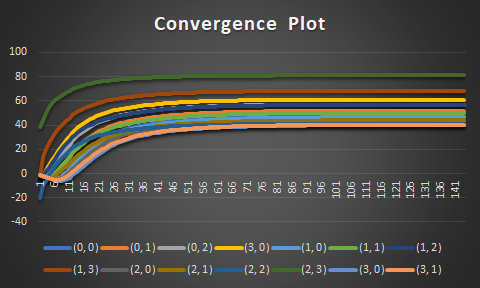 Convergence Plot
100
80
60
40
20
0
-20
-40
1 6 11 16 21 26 31 36 41 46 51 56 61 66 71 76 81 86 91 96 101 106 111 116 121 126 131 136 141
(0, 0) (0, 1) (0, 2) (3, 0) (1, 0) (1, 1) (1, 2)
(1, 3) (2, 0) (2, 1) (2, 2) (2, 3) (3, 0) (3, 1)